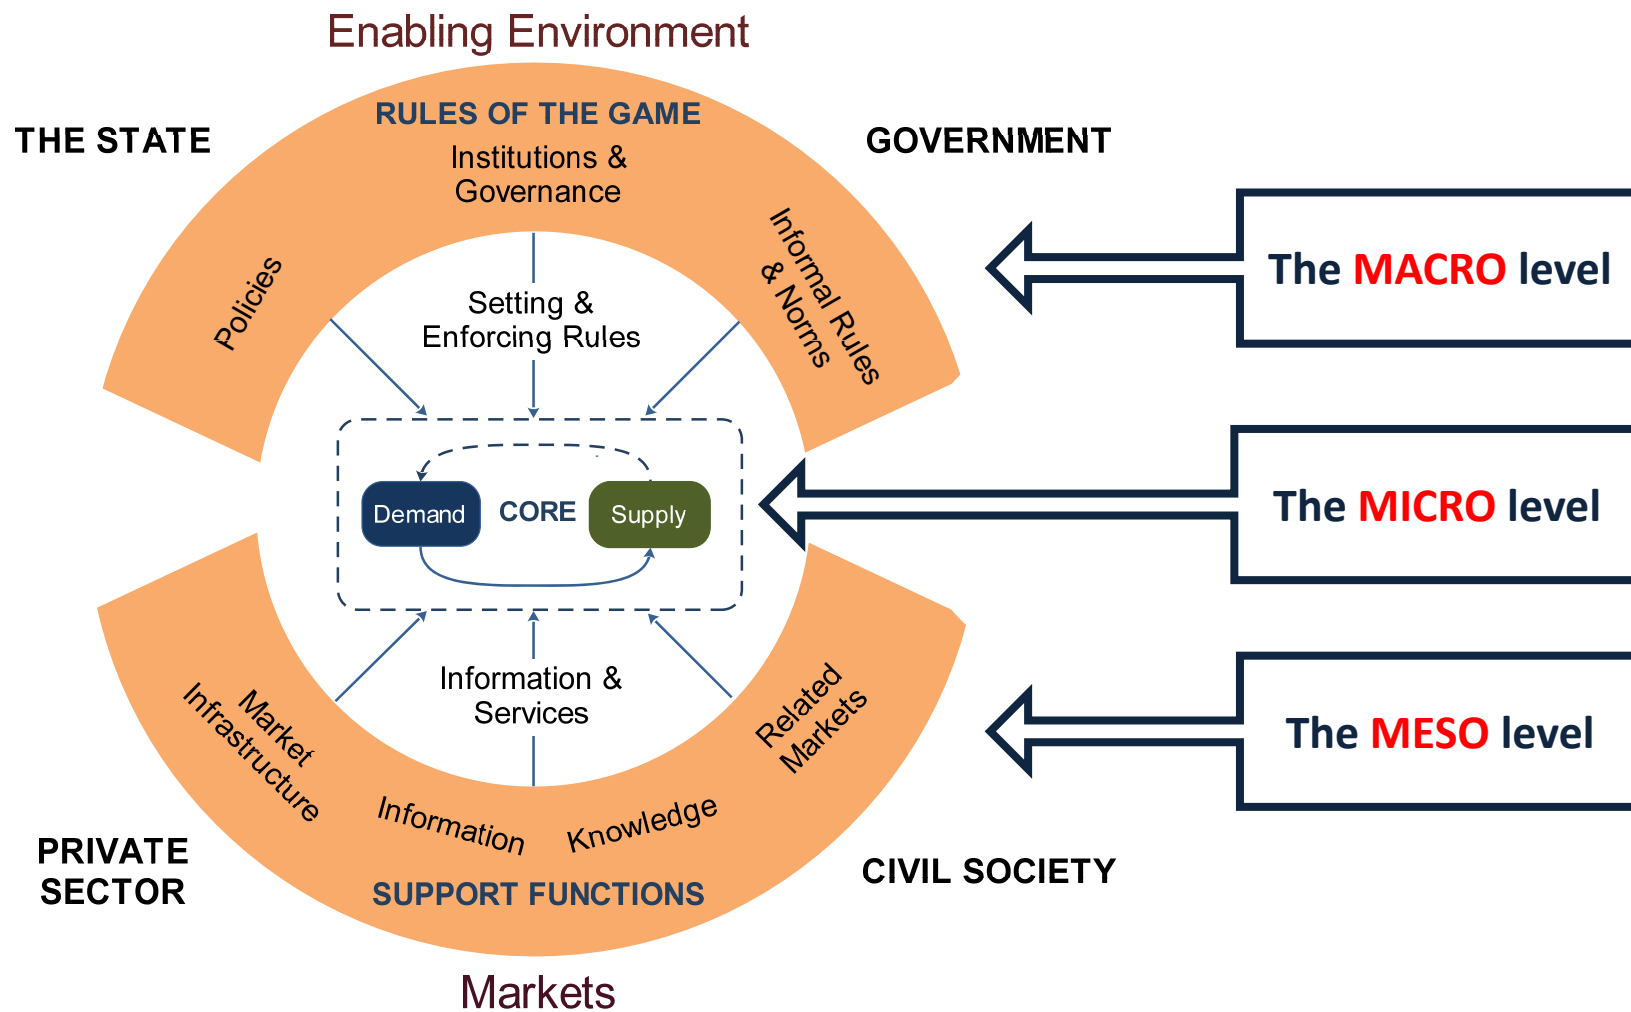 Enabling Environment
RULES OF THE GAME
THE STATE
GOVERNMENT
Institutions &
Governance
Policies
Informal Rules
& Norms
The MACRO level
Setting &
Enforcing Rules
Demand
CORE
Supply
The MICRO level
Information &
Services
Market
Infrastructure
Information
Knowledge
Related
Markets
The MESO level
PRIVATE
SECTOR
CIVIL SOCIETY
SUPPORT FUNCTIONS
Markets